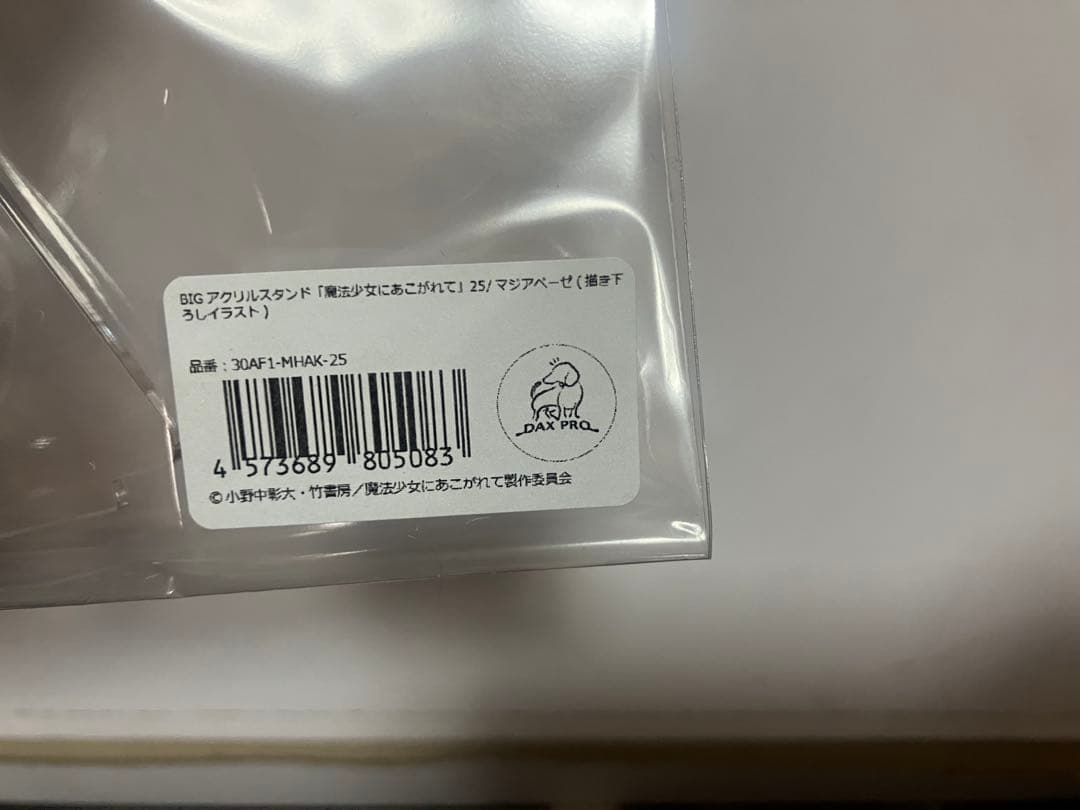 BIGアクリルスタンド「魔法少女にあこがれて」25/マジアベーゼ(描き下
ろしイラスト)
品番：30AF1-MHAK-25
4 573689 805083
DAX PRO
©小野中彰大・竹書房／魔法少女にあこがれて製作委員会